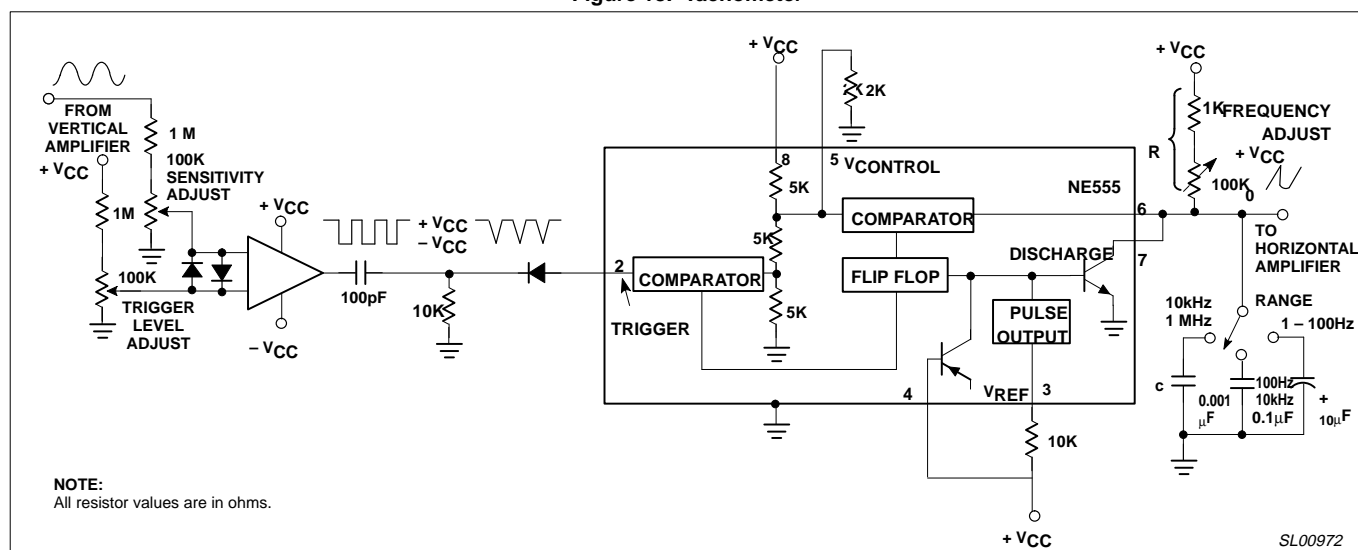 + VCC
FROM
VERTICAL
AMPLIFIER
+ VCC
1 M
100K
SENSITIVITY
ADJUST
1M
100K
TRIGGER
LEVEL
ADJUST
+ VCC
– VCC
100pF
+ VCC
– VCC
10K
2
TRIGGER
COMPARATOR
8
5K
5K
5K
2K
5 VCONTROL
NE555
COMPARATOR
FLIP FLOP
DISCHARGE
PULSE
OUTPUT
VREF
4
3
6
7
10K
+ VCC
+ VCC
1K
FREQUENCY
ADJUST
R
100K
+ VCC
0
TO
HORIZONTAL
AMPLIFIER
RANGE
10kHz
1 MHz
1 – 100Hz
c
0.001
µF
100Hz
10kHz
0.1µF
+
10µF
NOTE:
All resistor values are in ohms.
SL00972